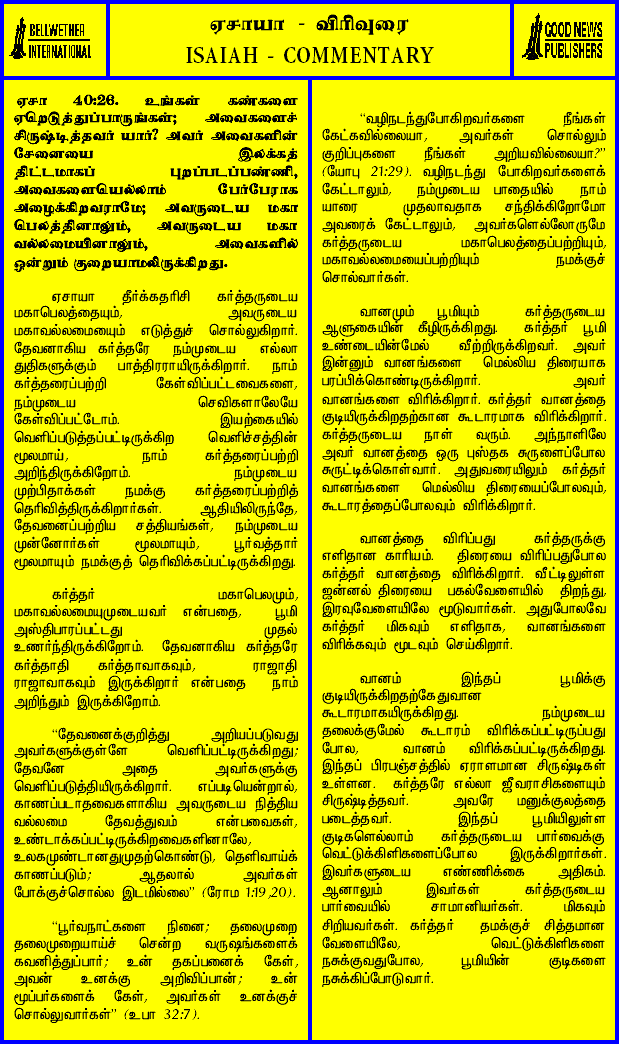 BELLWETHER
INTERNATIONAL
ஏசாயா - விரிவுரை
ISAIAH - COMMENTARY
GOOD NEWS
PUBLISHERS
ஏசா 40:26. உங்கள் கண்களை
ஏறெடுத்துப்பாருங்கள்; அவைகளைச்
சிருஷ்டித்தவர் யார்? அவர் அவைகளின்
சேனையை இலக்கத்
திட்டமாகப் புறப்படப்பண்ணி,
அவைகளையெல்லாம் பேர்பேராக
அழைக்கிறவராமே; அவருடைய மகா
பெலத்தினாலும், அவருடைய மகா
வல்லமையினாலும், அவைகளில்
ஒன்றும் குறையாமலிருக்கிறது.
ஏசாயா தீர்க்கதரிசி கர்த்தருடைய
மகாபெலத்தையும், அவருடைய
மகாவல்லமையையும் எடுத்துச் சொல்லுகிறார்.
தேவனாகிய கர்த்தரே நம்முடைய எல்லா
துதிகளுக்கும் பாத்திரராயிருக்கிறார். நாம்
கர்த்தரைப்பற்றி கேள்விப்பட்டவைகளை,
நம்முடைய செவிகளாலேயே
கேள்விப்பட்டோம். இயற்கையில்
வெளிப்படுத்தப்பட்டிருக்கிற வெளிச்சத்தின்
மூலமாய், நாம் கர்த்தரைப்பற்றி
அறிந்திருக்கிறோம். நம்முடைய
முற்பிதாக்கள் நமக்கு கர்த்தரைப்பற்றித்
தெரிவித்திருக்கிறார்கள். ஆதியிலிருந்தே,
தேவனைப்பற்றிய சத்தியங்கள், நம்முடைய
முன்னோர்கள் மூலமாயும், பூர்வத்தார்
மூலமாயும் நமக்குத் தெரிவிக்கப்பட்டிருக்கிறது.
கர்த்தர் மகாபெலமும்,
மகாவல்லமையுமுடையவர் என்பதை, பூமி
அஸ்திபாரப்பட்டது முதல்
உணர்ந்திருக்கிறோம். தேவனாகிய கர்த்தரே
கர்த்தாதி கர்த்தாவாகவும், ராஜாதி
ராஜாவாகவும் இருக்கிறார் என்பதை நாம்
அறிந்தும் இருக்கிறோம்.
“தேவனைக்குறித்து அறியப்படுவது
அவர்களுக்குள்ளே வெளிப்பட்டிருக்கிறது;
தேவனே அதை அவர்களுக்கு
வெளிப்படுத்தியிருக்கிறார். எப்படியென்றால்,
காணப்படாதவைகளாகிய அவருடைய நித்திய
வல்லமை தேவத்துவம் என்பவைகள்,
உண்டாக்கப்பட்டிருக்கிறவைகளினாலே,
உலகமுண்டானதுமுதற்கொண்டு, தெளிவாய்க்
காணப்படும்; ஆதலால் அவர்கள்
போக்குச்சொல்ல இடமில்லை” (ரோம 1:19,20).
“பூர்வநாட்களை நினை; தலைமுறை
தலைமுறையாய்ச் சென்ற வருஷங்களைக்
கவனித்துப்பார்; உன் தகப்பனைக் கேள்,
அவன் உனக்கு அறிவிப்பான்; உன்
மூப்பர்களைக் கேள், அவர்கள் உனக்குச்
சொல்லுவார்கள்” (உபா 32:7).
“வழிநடந்துபோகிறவர்களை நீங்கள்
கேட்கவில்லையா, அவர்கள் சொல்லும்
குறிப்புகளை நீங்கள் அறியவில்லையா?”
(யோபு 21:29). வழிநடந்து போகிறவர்களைக்
கேட்டாலும், நம்முடைய பாதையில் நாம்
யாரை முதலாவதாக சந்திக்கிறோமோ
அவரைக் கேட்டாலும், அவர்களெல்லோருமே
கர்த்தருடைய மகாபெலத்தைப்பற்றியும்,
மகாவல்லமையைப்பற்றியும் நமக்குச்
சொல்வார்கள்.
வானமும் பூமியும் கர்த்தருடைய
ஆளுகையின் கீழிருக்கிறது. கர்த்தர் பூமி
உண்டையின்மேல் வீற்றிருக்கிறவர். அவர்
இன்னும் வானங்களை மெல்லிய திரையாக
பரப்பிக்கொண்டிருக்கிறார். அவர்
வானங்களை விரிக்கிறார். கர்த்தர் வானத்தை
குடியிருக்கிறதற்கான கூடாரமாக விரிக்கிறார்.
கர்த்தருடைய நாள் வரும். அந்நாளிலே
அவர் வானத்தை ஒரு புஸ்தக சுருளைப்போல
சுருட்டிக்கொள்வார். அதுவரையிலும் கர்த்தர்
வானங்களை மெல்லிய திரையைப்போலவும்,
கூடாரத்தைப்போலவும் விரிக்கிறார்.
வானத்தை விரிப்பது கர்த்தருக்கு
எளிதான காரியம். திரையை விரிப்பதுபோல
கர்த்தர் வானத்தை விரிக்கிறார். வீட்டிலுள்ள
ஜன்னல் திரையை பகல்வேளையில் திறந்து,
இரவுவேளையிலே மூடுவார்கள். அதுபோலவே
கர்த்தர் மிகவும் எளிதாக, வானங்களை
விரிக்கவும் மூடவும் செய்கிறார்.
வானம் இந்தப் பூமிக்கு
குடியிருக்கிறதற்கேதுவான
கூடாரமாகயிருக்கிறது. நம்முடைய
தலைக்குமேல் கூடாரம் விரிக்கப்பட்டிருப்பது
போல, வானம் விரிக்கப்பட்டிருக்கிறது.
இந்தப் பிரபஞ்சத்தில் ஏராளமான சிருஷ்டிகள்
உள்ளன. கர்த்தரே எல்லா ஜீவராசிகளையும்
சிருஷ்டித்தவர். அவரே மனுக்குலத்தை
படைத்தவர். இந்தப் பூமியிலுள்ள
குடிகளெல்லாம் கர்த்தருடைய பார்வைக்கு
வெட்டுக்கிளிகளைப்போல இருக்கிறார்கள்.
இவர்களுடைய எண்ணிக்கை அதிகம்.
ஆனாலும் இவர்கள் கர்த்தருடைய
பார்வையில் சாமானியர்கள். மிகவும்
சிறியவர்கள். கர்த்தர் தமக்குச் சித்தமான
வேளையிலே, வெட்டுக்கிளிகளை
நசுக்குவதுபோல, பூமியின் குடிகளை
நசுக்கிப்போடுவார்.